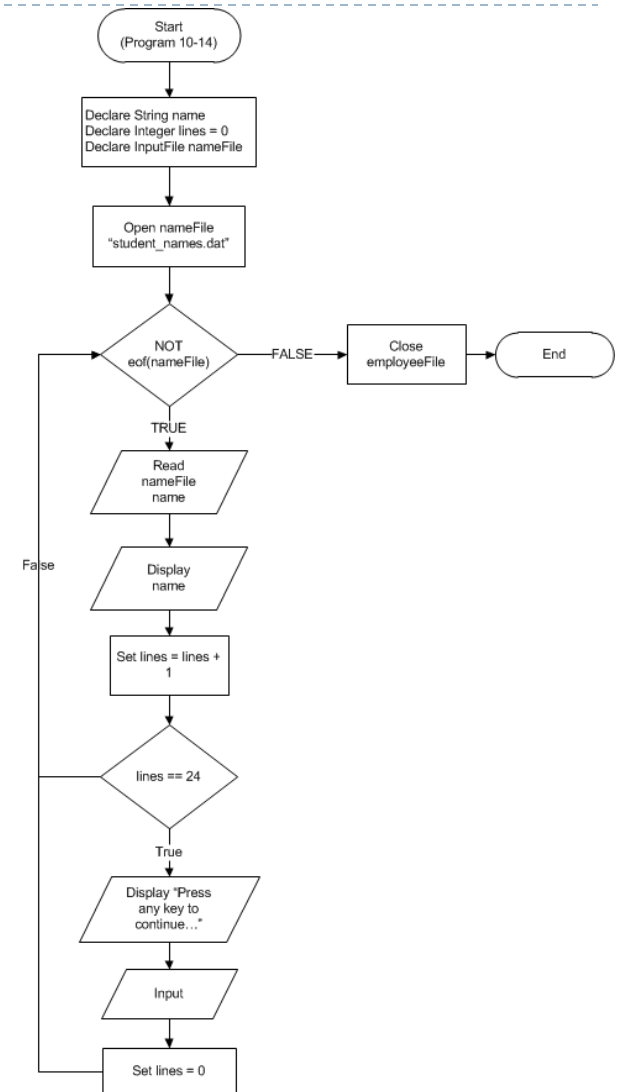 Start
(Program 10-14)
Declare String name
Declare Integer lines = 0
Declare InputFile nameFile
Open nameFile
“student_names.dat”
NOT
eof(nameFile)
FALSE
Close
employeeFile
End
TRUE
Read
nameFile
name
False
Display
name
Set lines = lines +
1
lines == 24
True
Display “Press
any key to
continue…”
Input
Set lines = 0